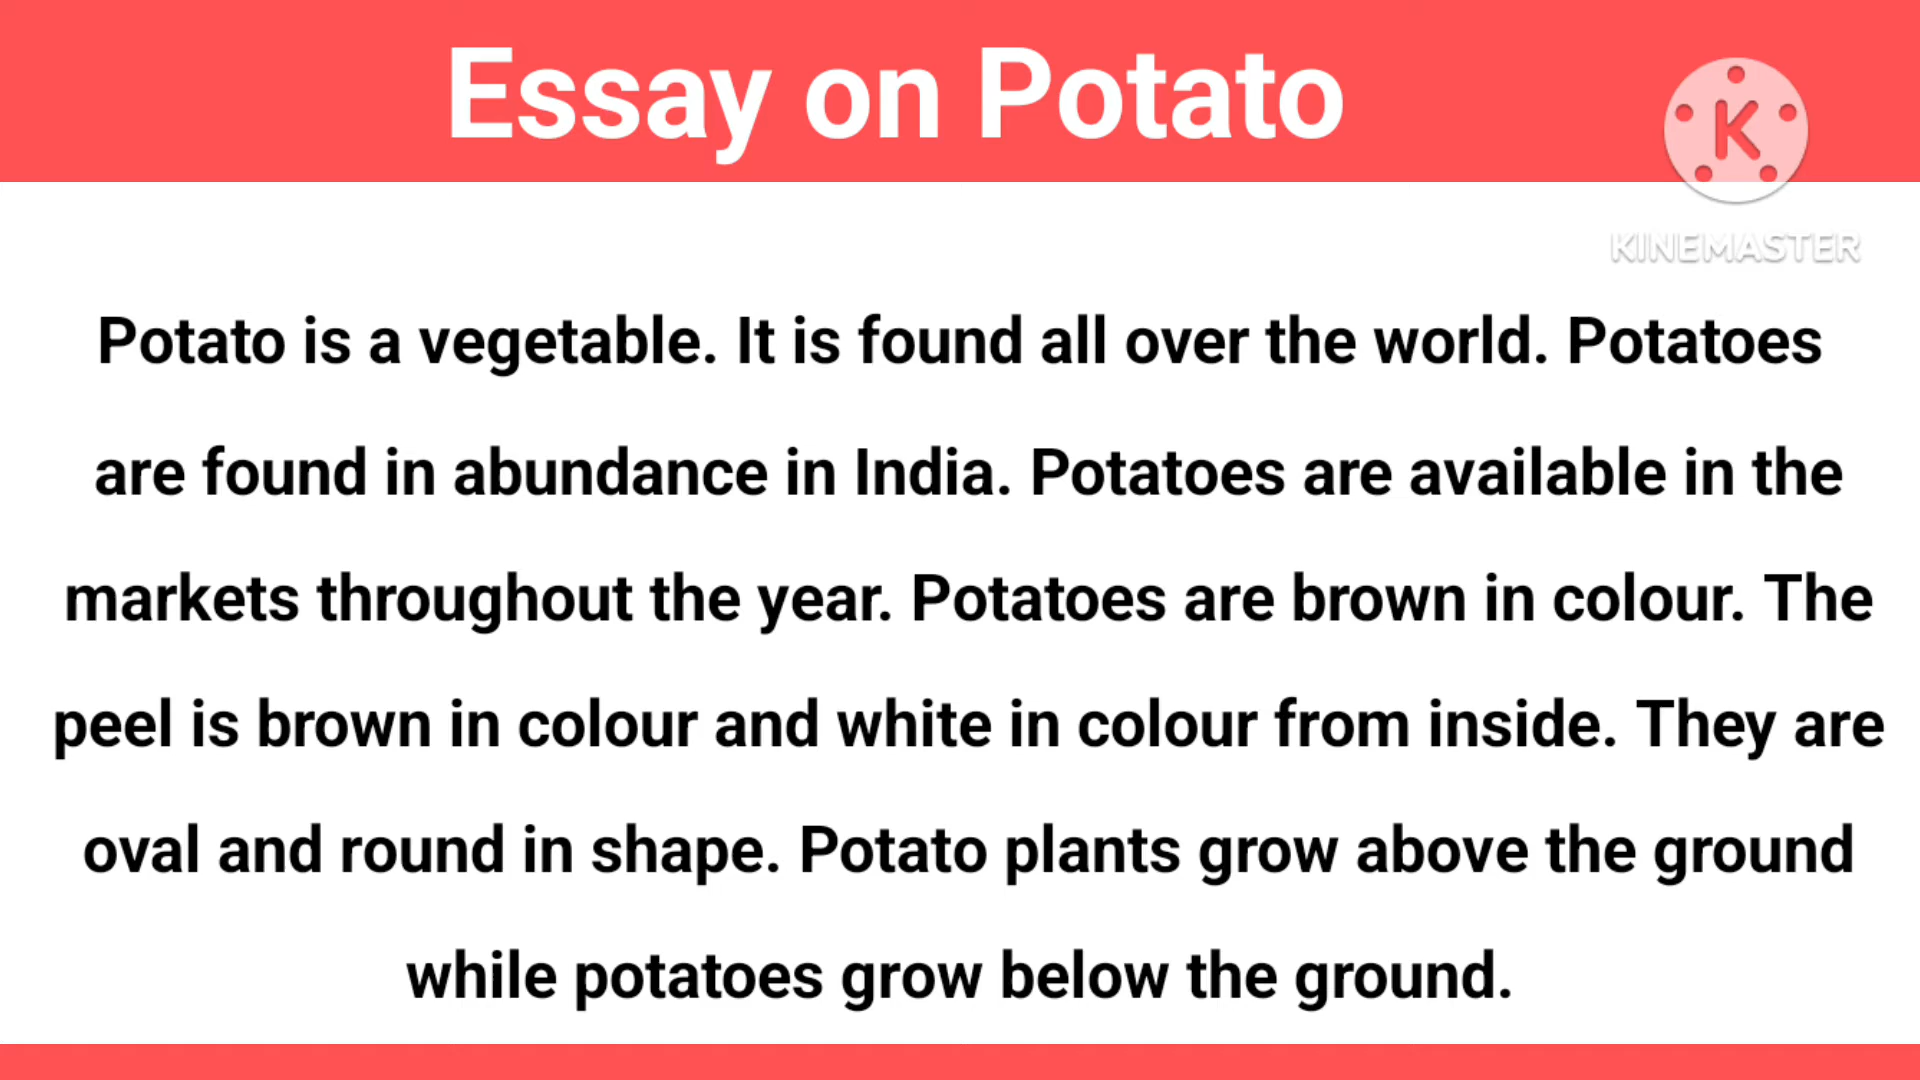 Essay on Potato
K
KINEMASTER
Potato is a vegetable. It is found all over the world. Potatoes
are found in abundance in India. Potatoes are available in the
markets throughout the year. Potatoes are brown in colour. The
peel is brown in colour and white in colour from inside. They are
oval and round in shape. Potato plants grow above the ground
while potatoes grow below the ground.